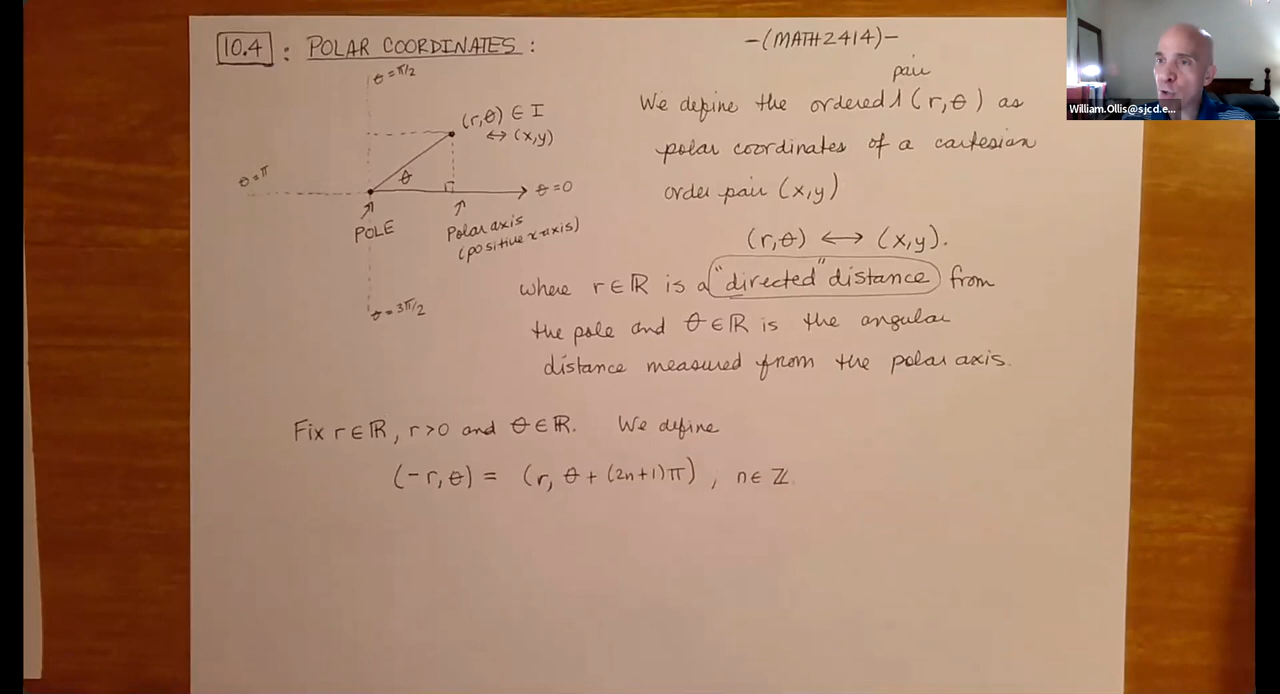 10.4 : POLAR COORDINATES :
-(MATH2414)-
θ = π/2
(r,θ) ∈ I
↔ (x,y)
θ
θ = π
θ = 0
POLE
Polar axis
(positive x-axis)
θ = 3π/2
pair
We define the ordered ∧ (r,θ) as
polar coordinates of a cartesian
order pair (x,y)
(r,θ) ↔ (x,y).
where r∈ℝ is a "directed" distance from
the pole and θ∈ℝ is the angular
distance measured from the polar axis.
Fix r∈ℝ, r>0 and θ∈ℝ. We define
(-r,θ) = (r, θ + (2n+1)π) , n∈ ℤ.
William.Ollis@sjcd.e...